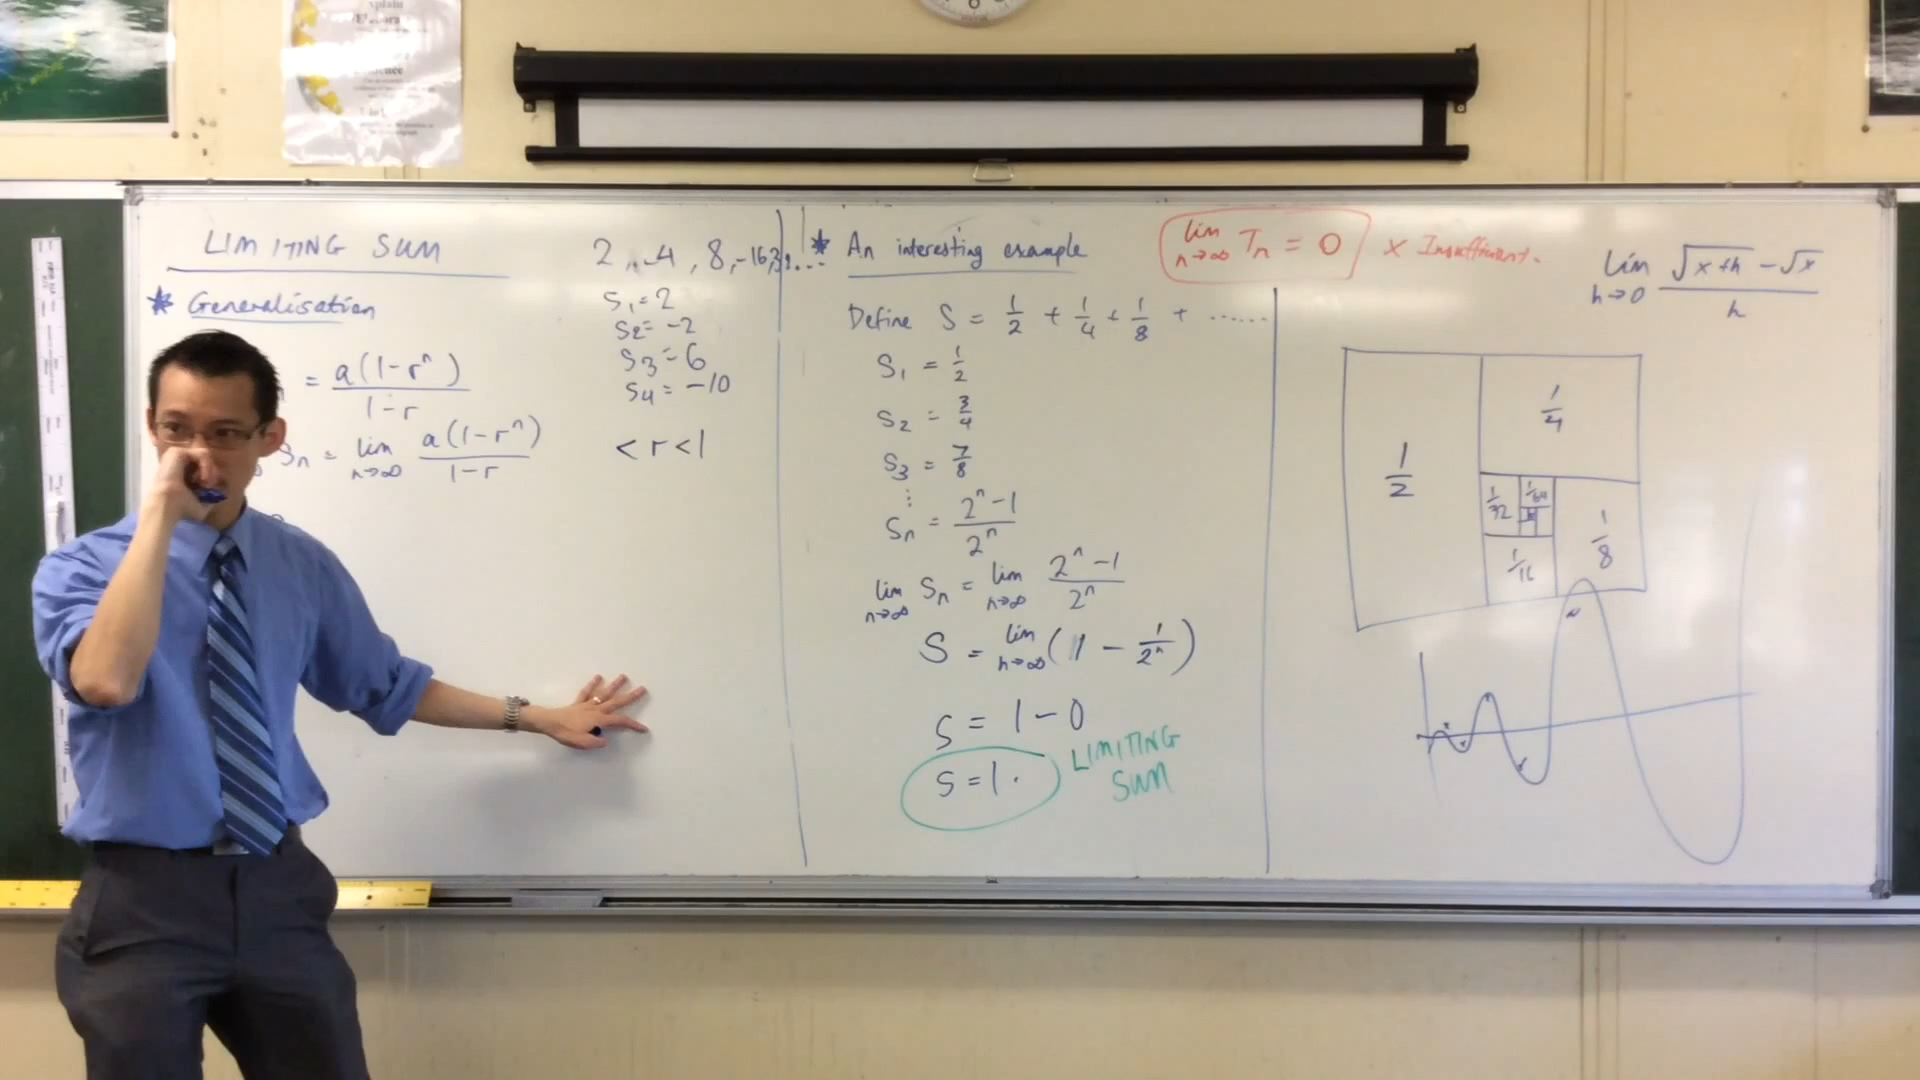 LIMITING SUM
* Generalisation
= a(1-r^n) / 1-r
Sn = lim n→∞ a(1-r^n) / 1-r
2, -4, 8, -16, 32...
S1 = 2
S2 = -2
S3 = 6
S4 = -10
< r < 1
* An interesting example
Define S = 1/2 + 1/4 + 1/8 + ......
S1 = 1/2
S2 = 3/4
S3 = 7/8
⋮
Sn = 2^n - 1 / 2^n
lim n→∞ Sn = lim n→∞ 2^n - 1 / 2^n
S = lim n→∞ (1 - 1/2^n)
S = 1 - 0
S = 1.
LIMITING SUM
lim n→∞ Tn = 0
× Insufficient.
lim h→0 √x+h - √x / h
1/2
1/4
1/8
1/16
1/32
1/64